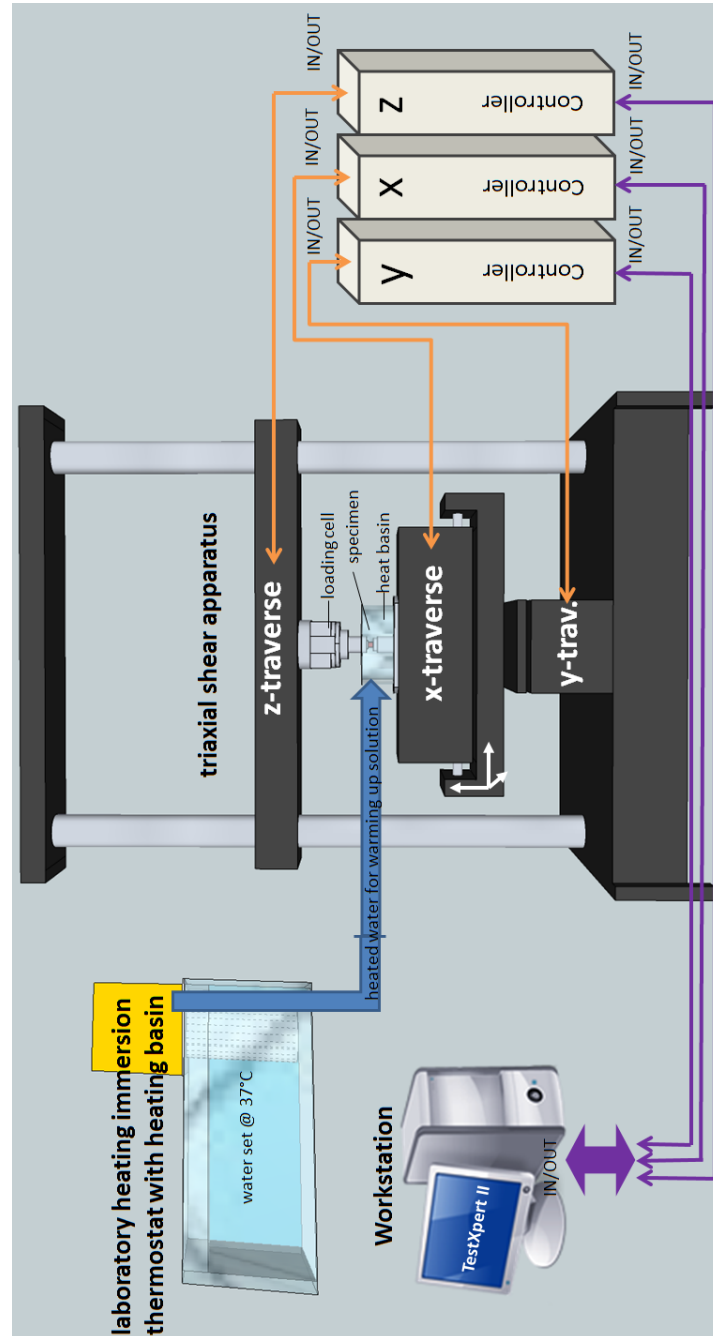 laboratory heating immersion
thermostat with heating basin
water set @ 37°C
heated water for warming up solution
triaxial shear apparatus
z-traverse
loading cell
specimen
heat basin
x-traverse
y-trav.
Workstation
TestXpert II
IN/OUT
IN/OUT
IN/OUT
IN/OUT
y
x
z
Controller
Controller
Controller
IN/OUT
IN/OUT
IN/OUT